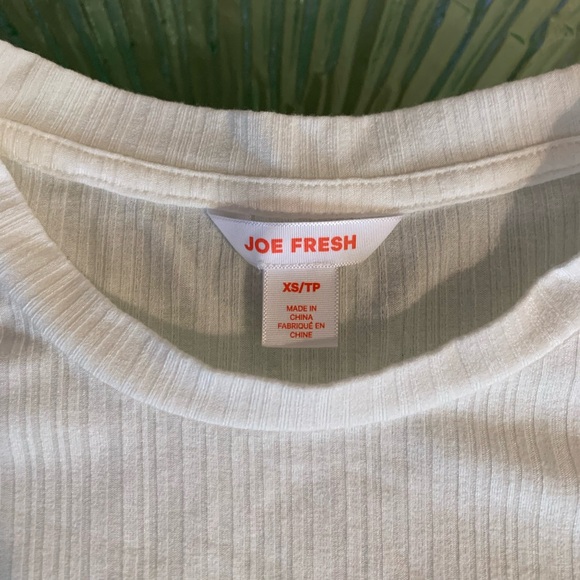 JOE FRESH
XS/TP
MADE IN
CHINA
FABRIQUÉ EN
CHINE